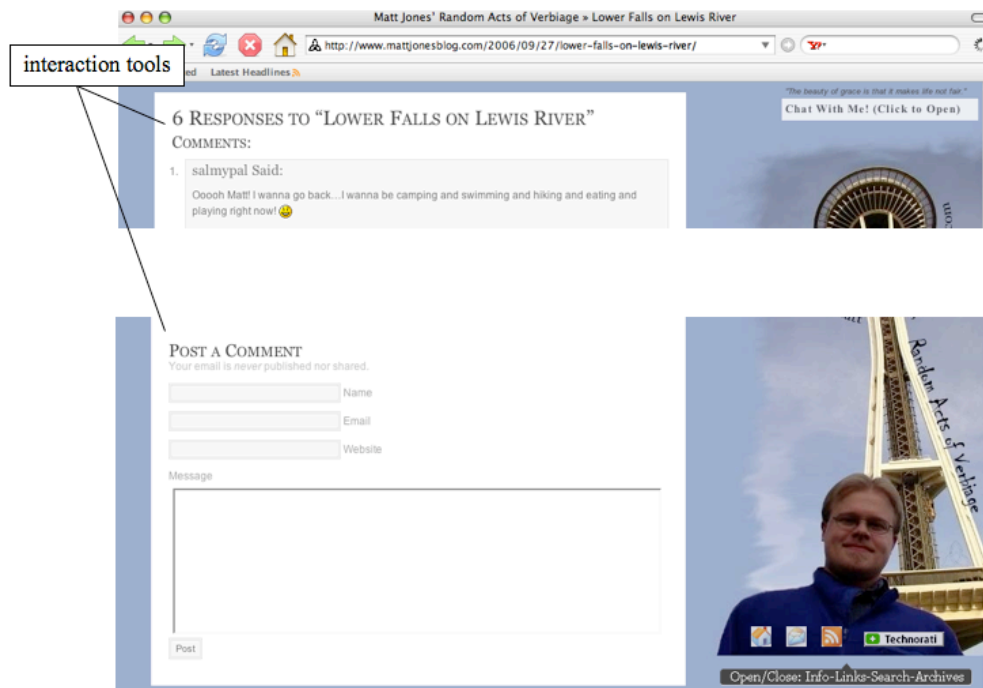 Matt Jones' Random Acts of Verbiage » Lower Falls on Lewis River
http://www.mattjonesblog.com/2006/09/27/lower-falls-on-lewis-river/
interaction tools
ed Latest Headlines
"The beauty of grace is that it makes life not fair."
Chat With Me! (Click to Open)
6 Responses to “Lower Falls on Lewis River”
Comments:
1. salmypal Said:
Ooooh Matt! I wanna go back…I wanna be camping and swimming and hiking and eating and
playing right now!
com
Post a Comment
Your email is never published nor shared.
Name
Email
Website
Message
Post
Random Acts of Verbiage
Technorati
Open/Close: Info-Links-Search-Archives